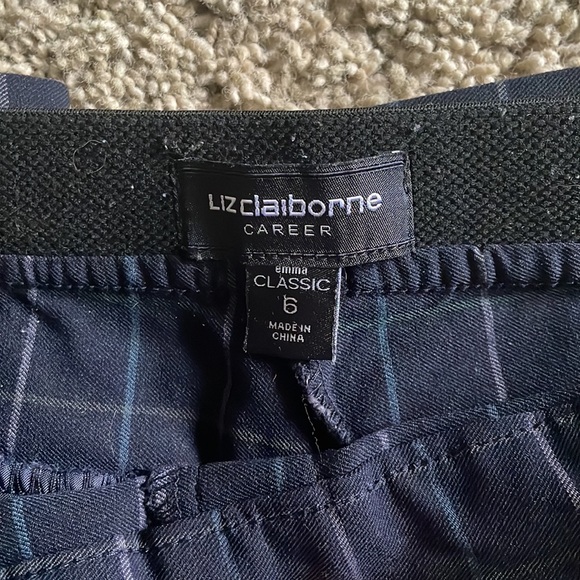 LIZ claiborne
CAREER
emma
CLASSIC
6
MADE IN
CHINA